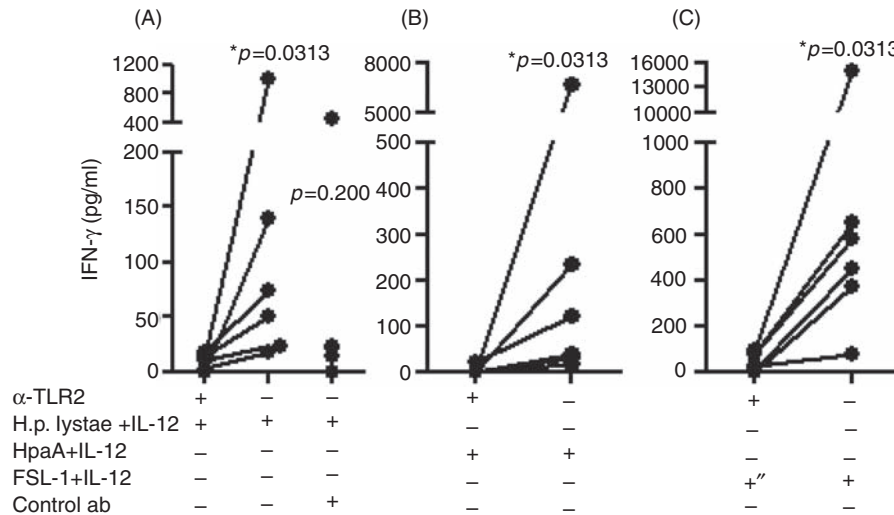 (A) (B) (C)
*p=0.0313 *p=0.0313 *p=0.0313
1200 8000 16000
1000 13000
800
400 5000 10000
200 500 1000
400 800
150 p=0.200
300 600
100
200 400
50
100 200
0 0 0
IFN-γ (pg/ml)
α-TLR2 + – – + – + –
H.p. lystae +IL-12 + + + – – – –
HpaA+IL-12 – – – + + – –
FSL-1+IL-12 – – – – – +″ +
Control ab – – + – – – –